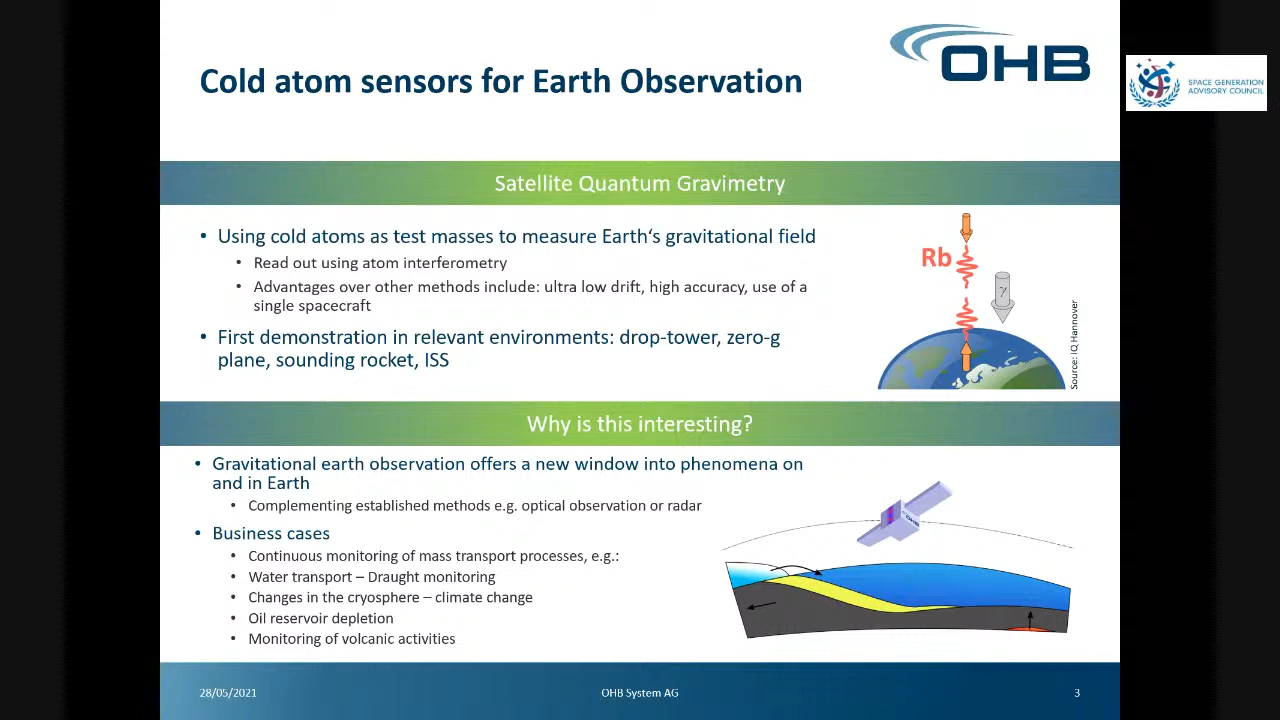 OHB
Cold atom sensors for Earth Observation
SPACE GENERATION
ADVISORY COUNCIL
Satellite Quantum Gravimetry
• Using cold atoms as test masses to measure Earth‘s gravitational field
• Read out using atom interferometry
• Advantages over other methods include: ultra low drift, high accuracy, use of a
single spacecraft
• First demonstration in relevant environments: drop-tower, zero-g
plane, sounding rocket, ISS
Rb
γ
Source: IQ Hannover
Why is this interesting?
• Gravitational earth observation offers a new window into phenomena on
and in Earth
• Complementing established methods e.g. optical observation or radar
• Business cases
• Continuous monitoring of mass transport processes, e.g.:
• Water transport – Draught monitoring
• Changes in the cryosphere – climate change
• Oil reservoir depletion
• Monitoring of volcanic activities
28/05/2021
OHB System AG
3